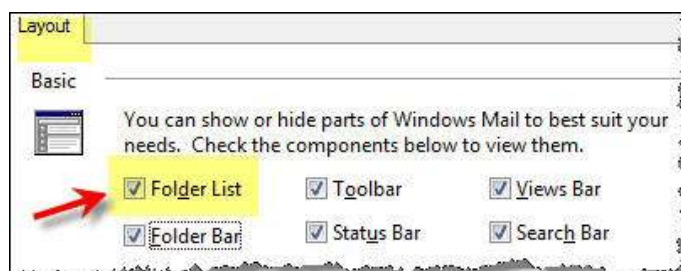 Layout
Basic
You can show or hide parts of Windows Mail to best suit your
needs. Check the components below to view them.
Folder List Toolbar Views Bar
Folder Bar Status Bar Search Bar